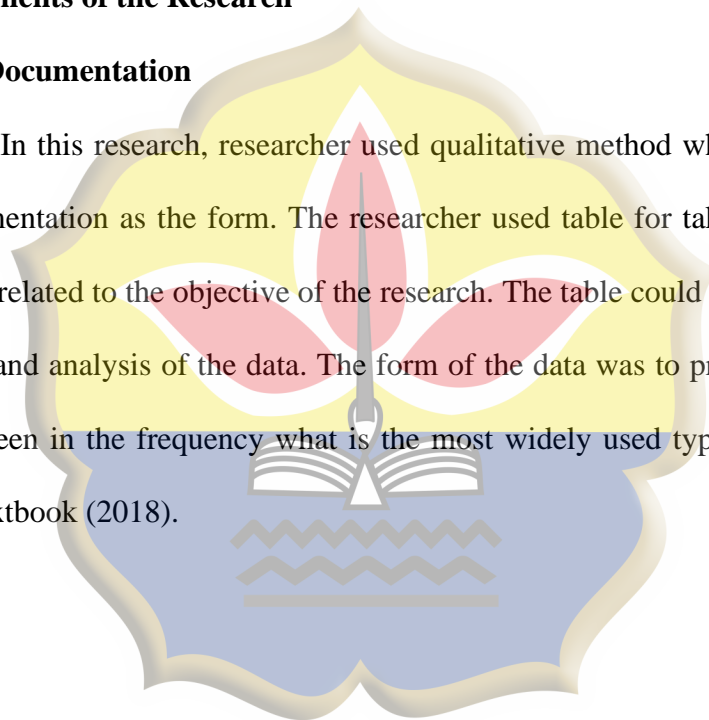 nents of the Research
Documentation
In this research, researcher used qualitative method wh
nentation as the form. The researcher used table for tal
related to the objective of the research. The table could
and analysis of the data. The form of the data was to pr
een in the frequency what is the most widely used typ
xtbook (2018).